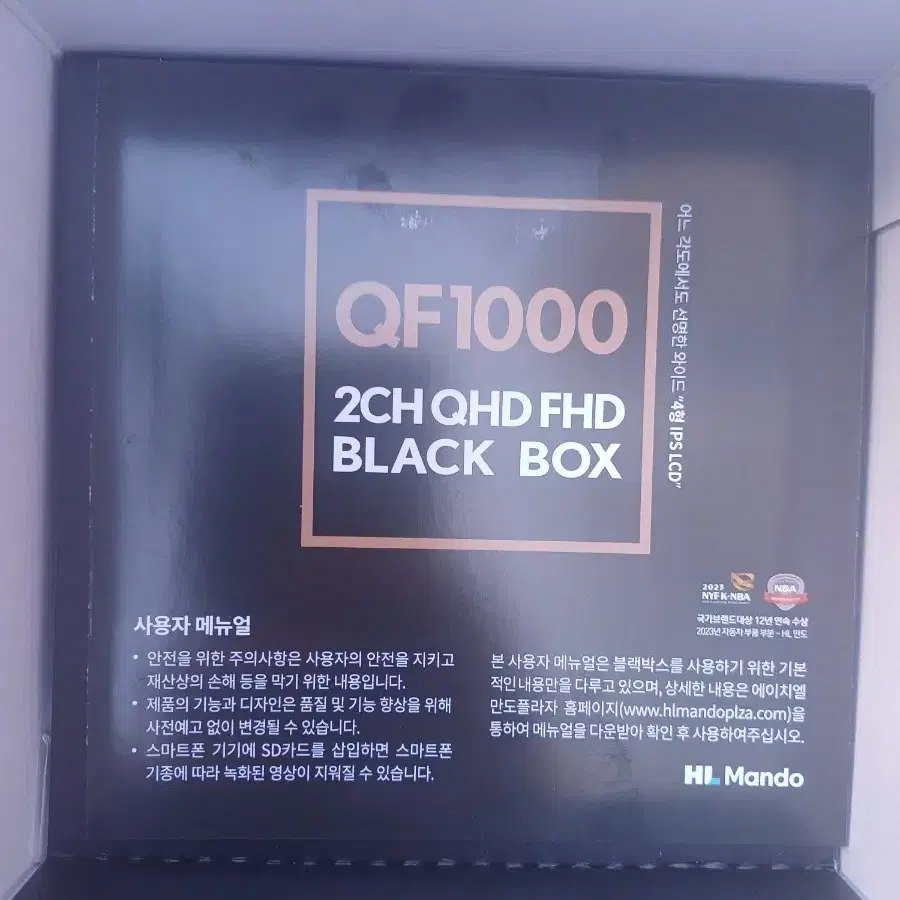 QF1000
2CH QHD FHD
BLACK BOX
어느 각도에서도 선명한 와이드 "4형 IPS LCD"
2023
NYF K-NBA
NBA
국가브랜드대상 12년 연속 수상
2023년 자동차 부품 부문 - HL 만도
사용자 메뉴얼
• 안전을 위한 주의사항은 사용자의 안전을 지키고
재산상의 손해 등을 막기 위한 내용입니다.
• 제품의 기능과 디자인은 품질 및 기능 향상을 위해
사전예고 없이 변경될 수 있습니다.
• 스마트폰 기기에 SD카드를 삽입하면 스마트폰
기종에 따라 녹화된 영상이 지워질 수 있습니다.
본 사용자 메뉴얼은 블랙박스를 사용하기 위한 기본
적인 내용만을 다루고 있으며, 상세한 내용은 에이치엘
만도플라자 홈페이지(www.hlmandoplza.com)을
통하여 메뉴얼을 다운받아 확인 후 사용하여주십시오.
HL Mando